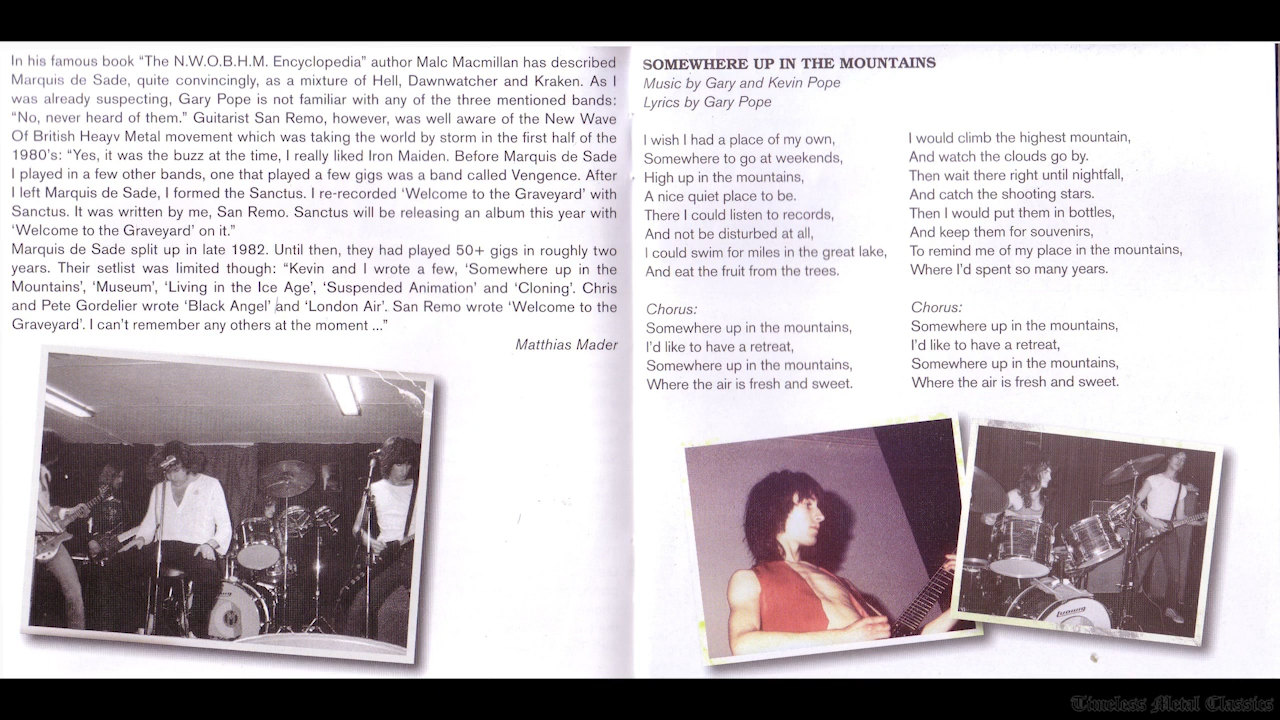 In his famous book “The N.W.O.B.H.M. Encyclopedia” author Malc Macmillan has described
Marquis de Sade, quite convincingly, as a mixture of Hell, Dawnwatcher and Kraken. As I
was already suspecting, Gary Pope is not familiar with any of the three mentioned bands:
“No, never heard of them.” Guitarist San Remo, however, was well aware of the New Wave
Of British Heayv Metal movement which was taking the world by storm in the first half of the
1980’s: “Yes, it was the buzz at the time, I really liked Iron Maiden. Before Marquis de Sade
I played in a few other bands, one that played a few gigs was a band called Vengence. After
I left Marquis de Sade, I formed the Sanctus. I re-recorded ‘Welcome to the Graveyard’ with
Sanctus. It was written by me, San Remo. Sanctus will be releasing an album this year with
‘Welcome to the Graveyard’ on it.”
Marquis de Sade split up in late 1982. Until then, they had played 50+ gigs in roughly two
years. Their setlist was limited though: “Kevin and I wrote a few, ‘Somewhere up in the
Mountains’, ‘Museum’, ‘Living in the Ice Age’, ‘Suspended Animation’ and ‘Cloning’. Chris
and Pete Gordelier wrote ‘Black Angel’ and ‘London Air’. San Remo wrote ‘Welcome to the
Graveyard’. I can’t remember any others at the moment ...”
Matthias Mader
SOMEWHERE UP IN THE MOUNTAINS
Music by Gary and Kevin Pope
Lyrics by Gary Pope
I wish I had a place of my own,
Somewhere to go at weekends,
High up in the mountains,
A nice quiet place to be.
There I could listen to records,
And not be disturbed at all,
I could swim for miles in the great lake,
And eat the fruit from the trees.
Chorus:
Somewhere up in the mountains,
I’d like to have a retreat,
Somewhere up in the mountains,
Where the air is fresh and sweet.
I would climb the highest mountain,
And watch the clouds go by.
Then wait there right until nightfall,
And catch the shooting stars.
Then I would put them in bottles,
And keep them for souvenirs,
To remind me of my place in the mountains,
Where I’d spent so many years.
Chorus:
Somewhere up in the mountains,
I’d like to have a retreat,
Somewhere up in the mountains,
Where the air is fresh and sweet.
Ludwig
Timeless Metal Classics